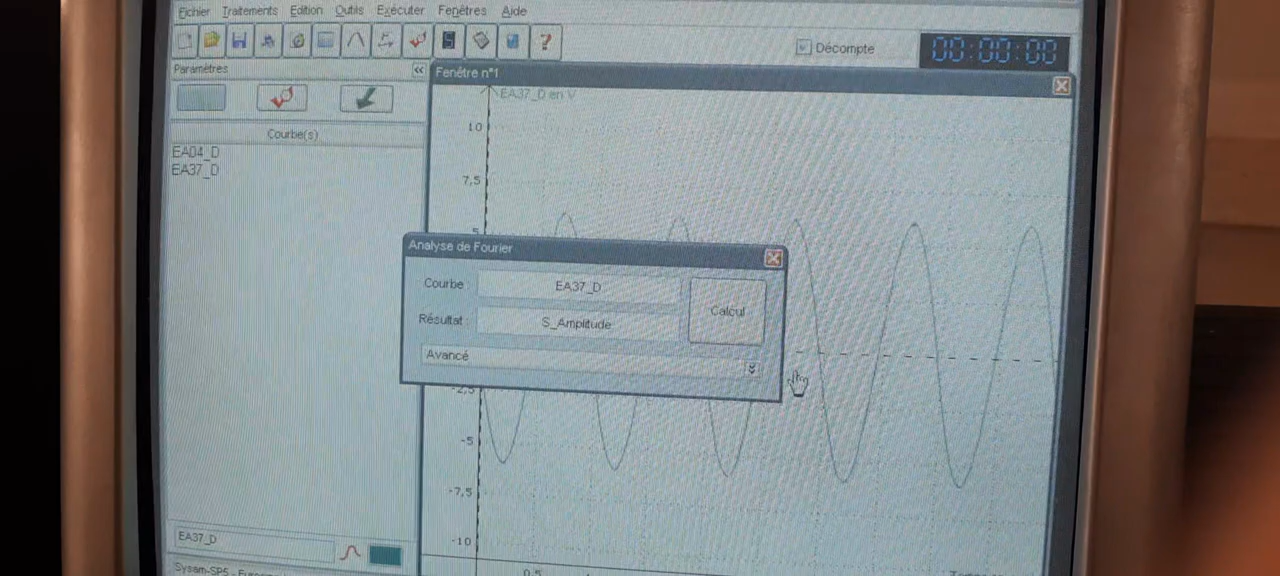 Fichier Traitements Edition Outils Exécuter Fenêtres Aide
Décompte 00:00:00
Paramètres «
Fenêtre n°1
Courbe(s)
EA04_D
EA37_D
EA37_D en V
10
7,5
5
Analyse de Fourier
Courbe EA37_D
Calcul
Résultat : S_Amplitude
Avancé
-2,5
-5
-7,5
-10
EA37_D
0,5
Sysam-SP5 -